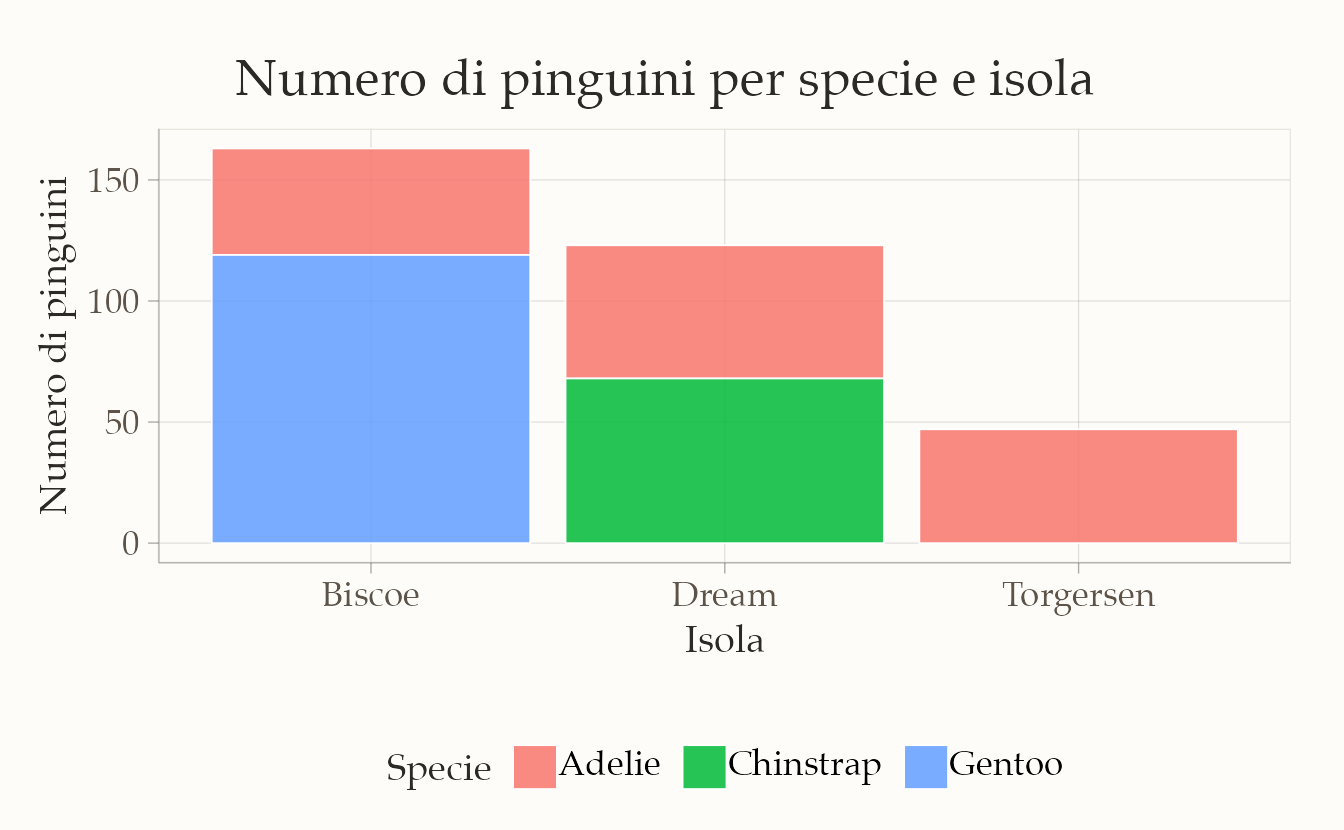 Numero di pinguini per specie e isola
Numero di pinguini
150
100
50
0
Biscoe Dream Torgersen
Isola
Specie Adelie Chinstrap Gentoo